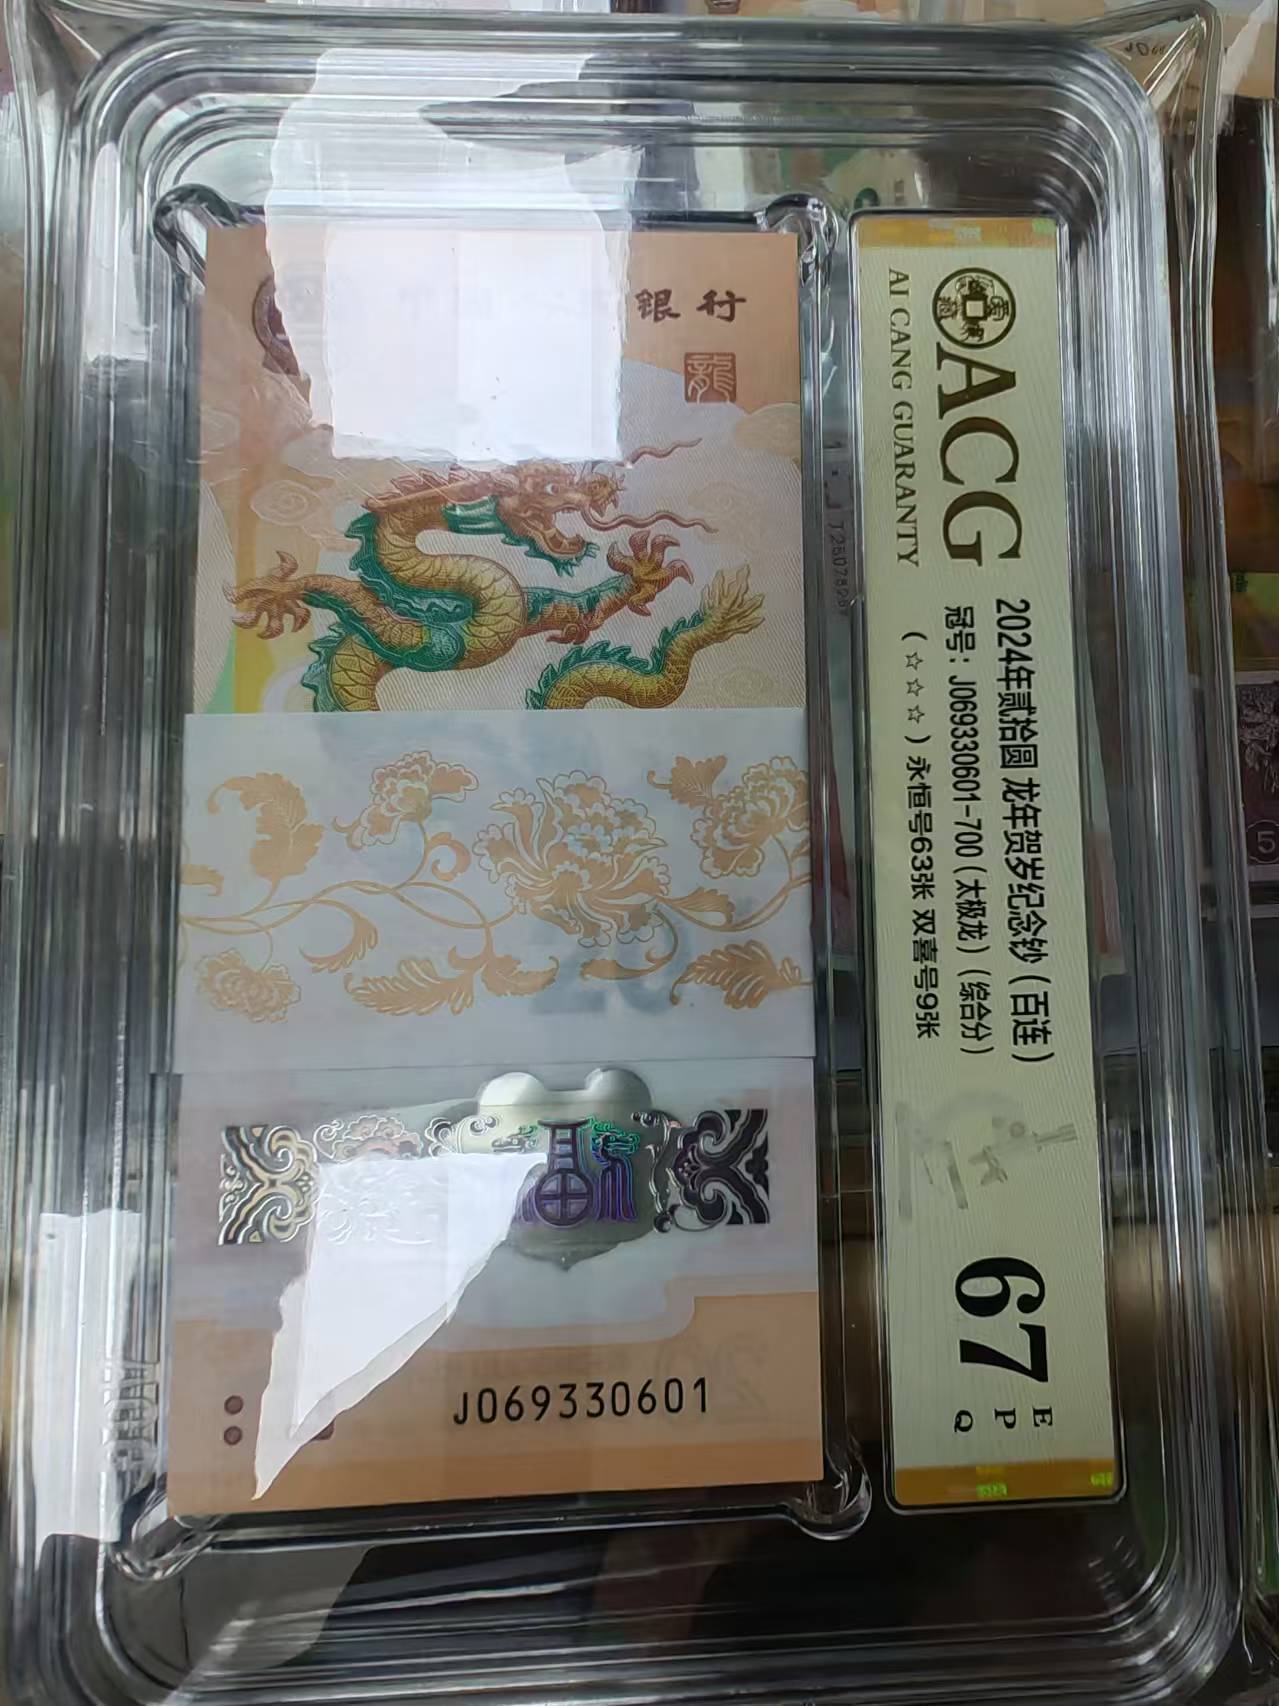 银行
龍
J069330601
ACG
AI CANG GUARANTY
2024年贰拾圆 龙年贺岁纪念钞（百连）
冠号：J069330601-700（太极龙）（综合分）
（☆☆☆）永恒号63张 双喜号9张
67
E
P
Q
5